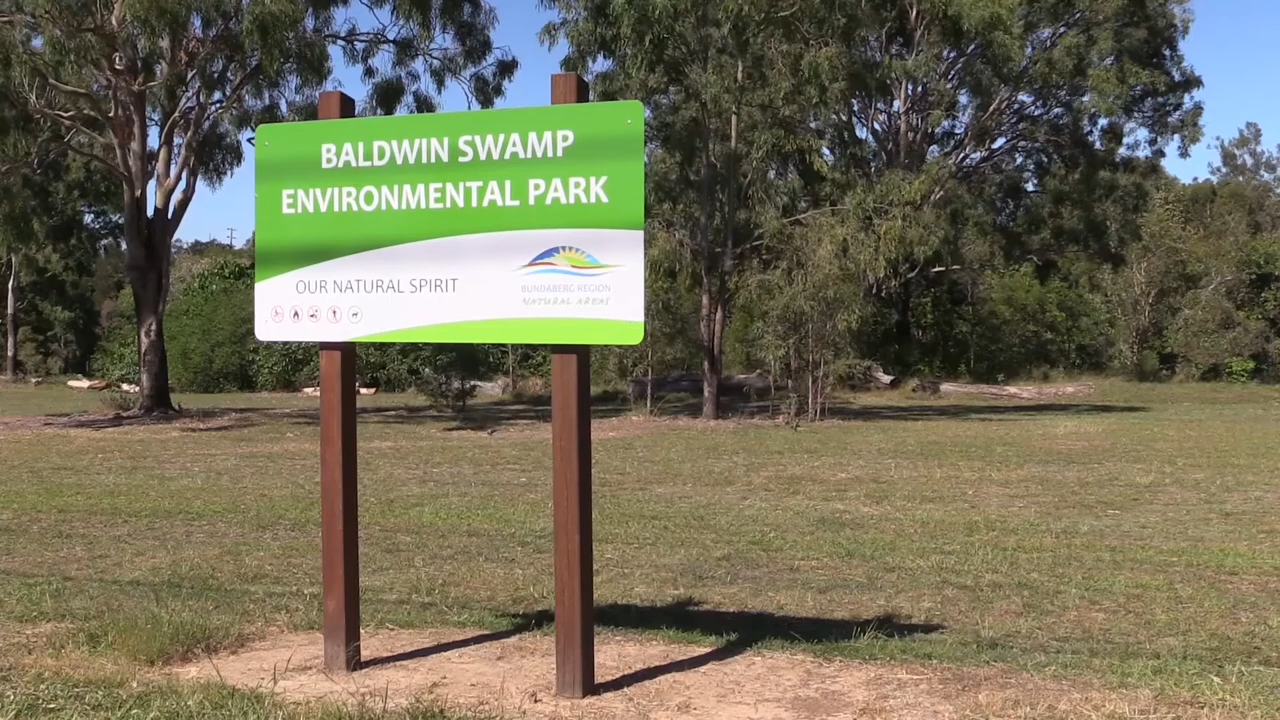 BALDWIN SWAMP
ENVIRONMENTAL PARK
OUR NATURAL SPIRIT
BUNDABERG REGION
NATURAL AREAS